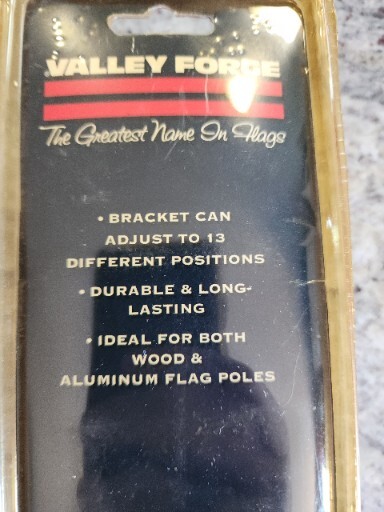 VALLEY FORGE
The Greatest Name In Flags
• BRACKET CAN
ADJUST TO 13
DIFFERENT POSITIONS
• DURABLE & LONG-
LASTING
• IDEAL FOR BOTH
WOOD &
ALUMINUM FLAG POLES